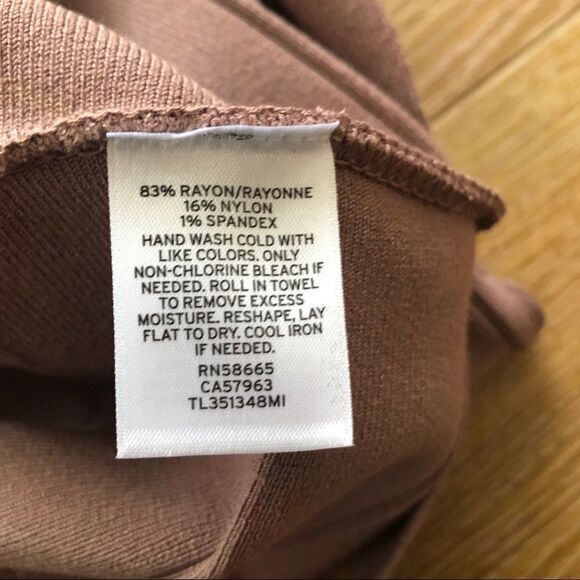 83% RAYON/RAYONNE
16% NYLON
1% SPANDEX
HAND WASH COLD WITH
LIKE COLORS. ONLY
NON-CHLORINE BLEACH IF
NEEDED. ROLL IN TOWEL
TO REMOVE EXCESS
MOISTURE. RESHAPE, LAY
FLAT TO DRY. COOL IRON
IF NEEDED.
RN58665
CA57963
TL351348MI